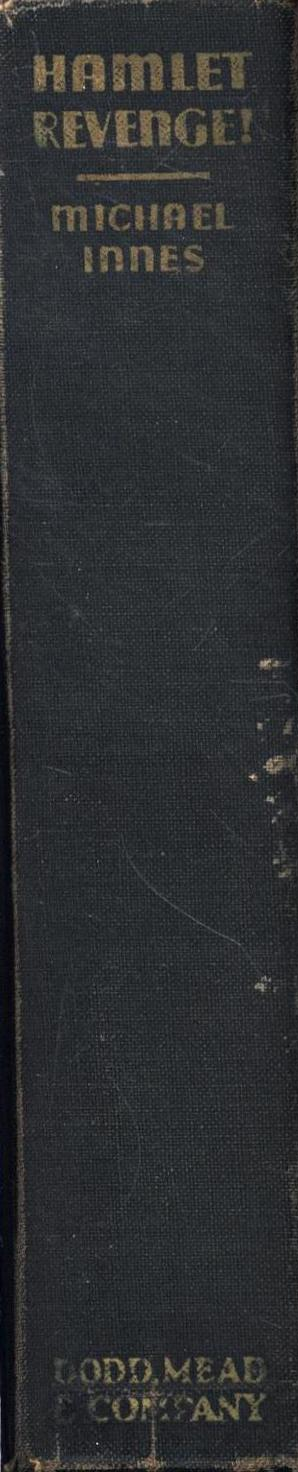 HAMLET
REVENGE!
MICHAEL
INNES
DODD, MEAD
& COMPANY